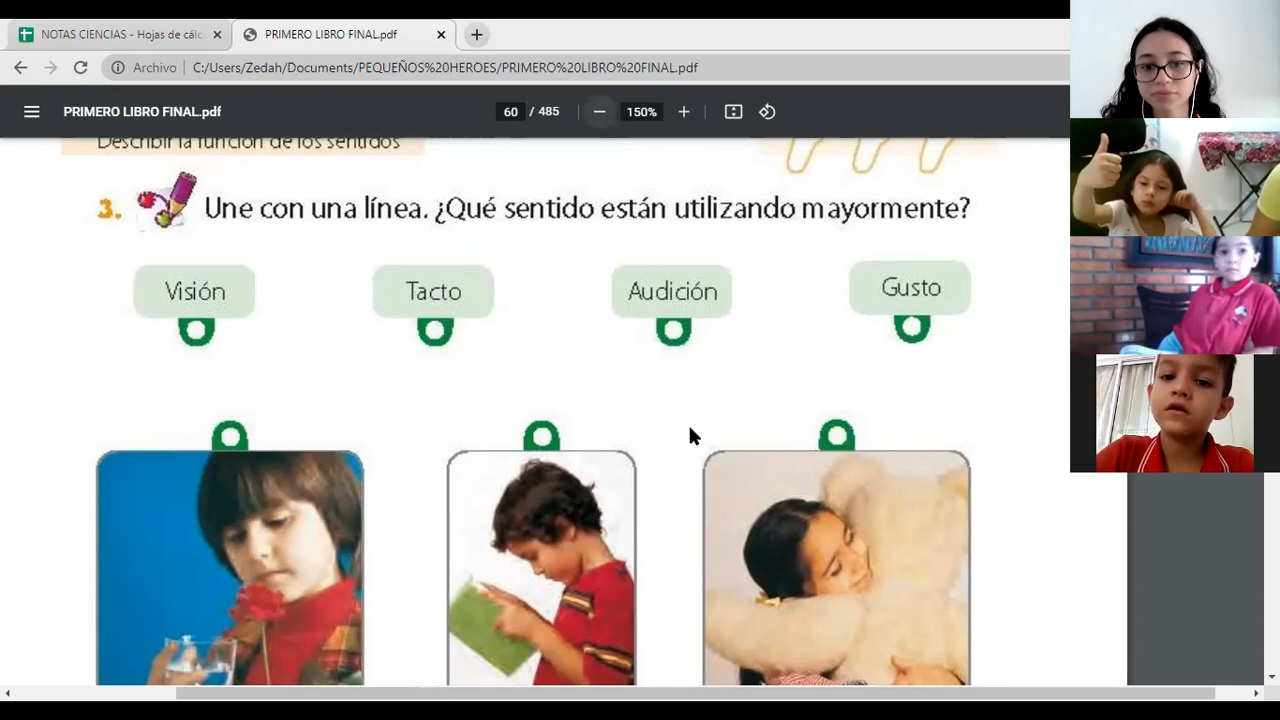 NOTAS CIENCIAS - Hojas de cálc
PRIMERO LIBRO FINAL.pdf
Archivo
C:/Users/Zedah/Documents/PEQUEÑOS%20HEROES/PRIMERO%20LIBRO%20FINAL.pdf
PRIMERO LIBRO FINAL.pdf
60 / 485
150%
Describir la función de los sentidos
3. Une con una línea. ¿Qué sentido están utilizando mayormente?
Visión
Tacto
Audición
Gusto